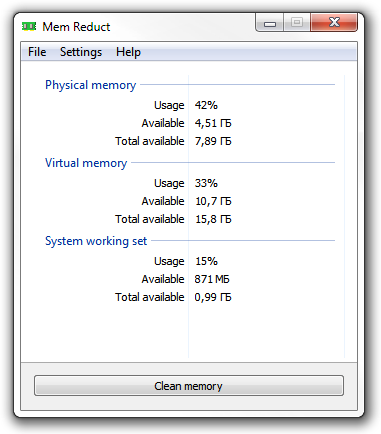 Mem Reduct
File Settings Help
Physical memory
Usage 42%
Available 4,51 ГБ
Total available 7,89 ГБ
Virtual memory
Usage 33%
Available 10,7 ГБ
Total available 15,8 ГБ
System working set
Usage 15%
Available 871 МБ
Total available 0,99 ГБ
Clean memory